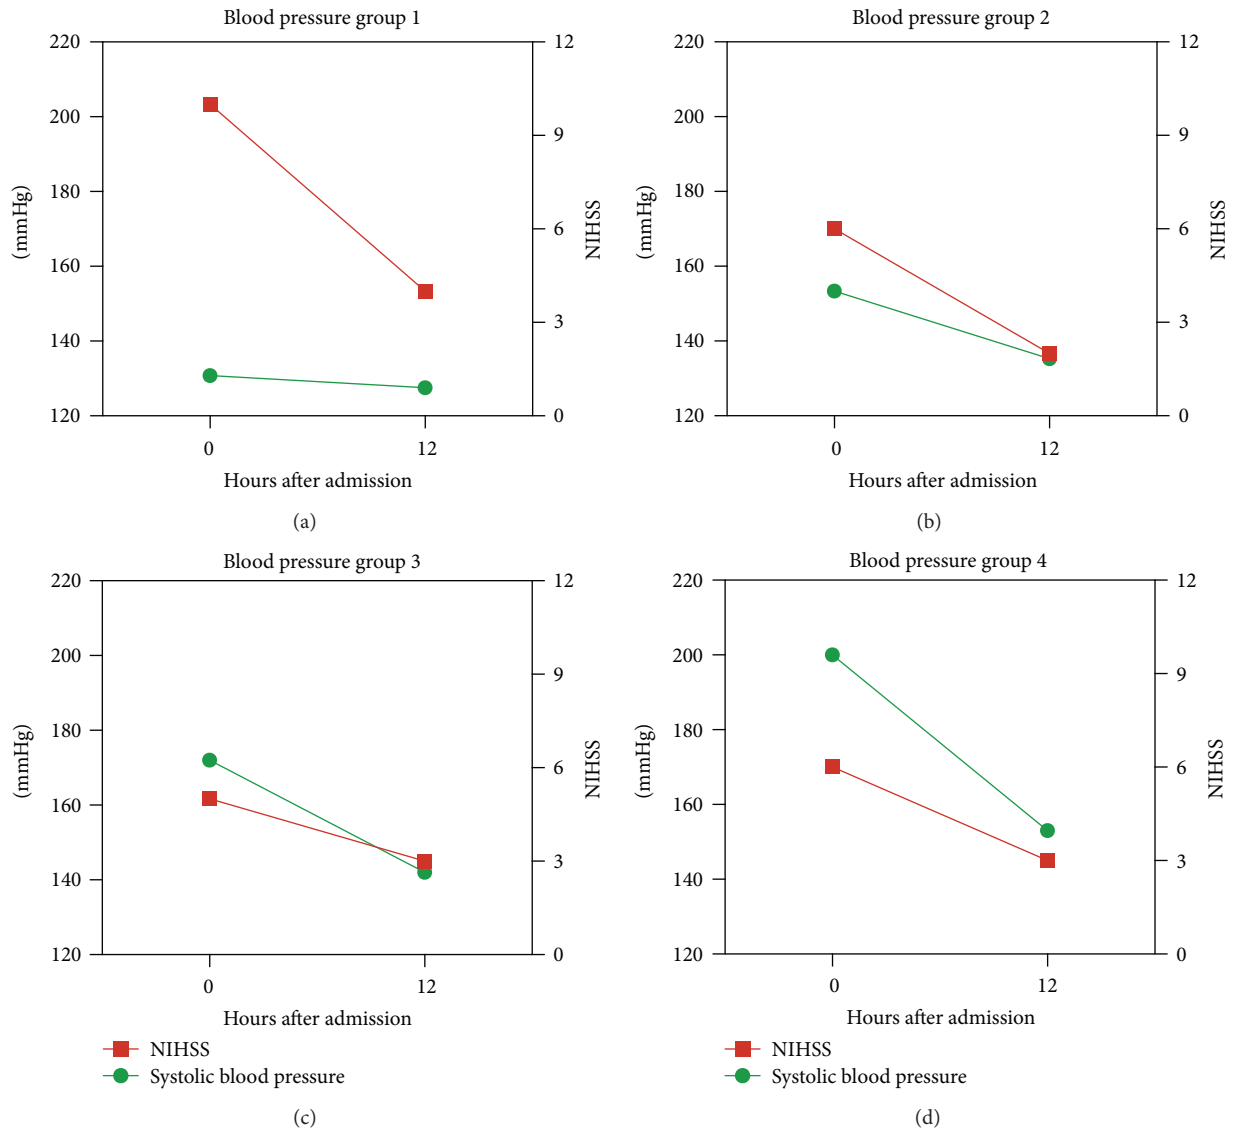 Blood pressure group 1
220
200
180
160
140
120
(mmHg)
12
9
6
3
0
NIHSS
0 12
Hours after admission
(a)
Blood pressure group 2
220
200
180
160
140
120
(mmHg)
12
9
6
3
0
NIHSS
0 12
Hours after admission
(b)
Blood pressure group 3
220
200
180
160
140
120
(mmHg)
12
9
6
3
0
NIHSS
0 12
Hours after admission
NIHSS
Systolic blood pressure
(c)
Blood pressure group 4
220
200
180
160
140
120
(mmHg)
12
9
6
3
0
NIHSS
0 12
Hours after admission
NIHSS
Systolic blood pressure
(d)